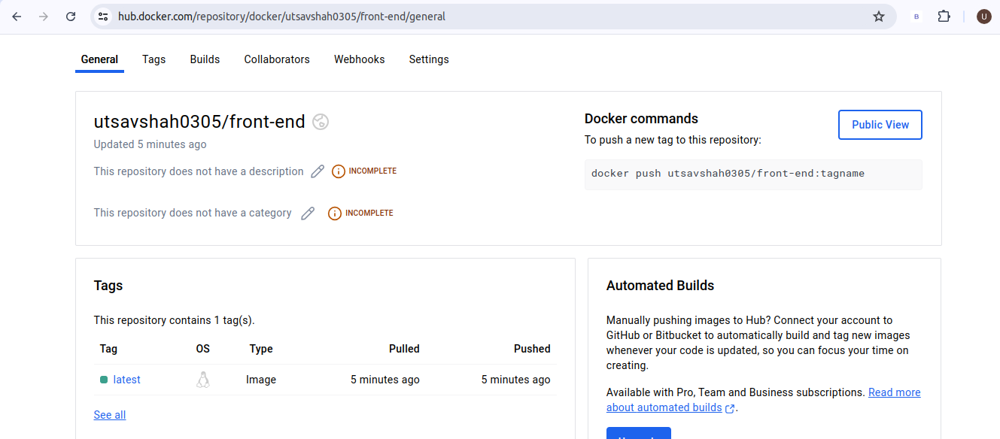 hub.docker.com/repository/docker/utsavshah0305/front-end/general
B
U
General Tags Builds Collaborators Webhooks Settings
utsavshah0305/front-end
Updated 5 minutes ago
This repository does not have a description INCOMPLETE
This repository does not have a category INCOMPLETE
Docker commands
Public View
To push a new tag to this repository:
docker push utsavshah0305/front-end:tagname
Tags
This repository contains 1 tag(s).
Tag OS Type Pulled Pushed
latest Image 5 minutes ago 5 minutes ago
See all
Automated Builds
Manually pushing images to Hub? Connect your account to
GitHub or Bitbucket to automatically build and tag new images
whenever your code is updated, so you can focus your time on
creating.
Available with Pro, Team and Business subscriptions. Read more
about automated builds.